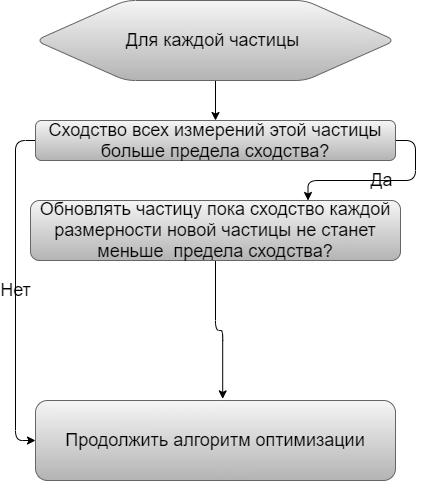 Для каждой частицы
Сходство всех измерений этой частицы
больше предела сходства?
Да
Обновлять частицу пока сходство каждой
размерности новой частицы не станет
меньше  предела сходства?
Нет
Продолжить алгоритм оптимизации